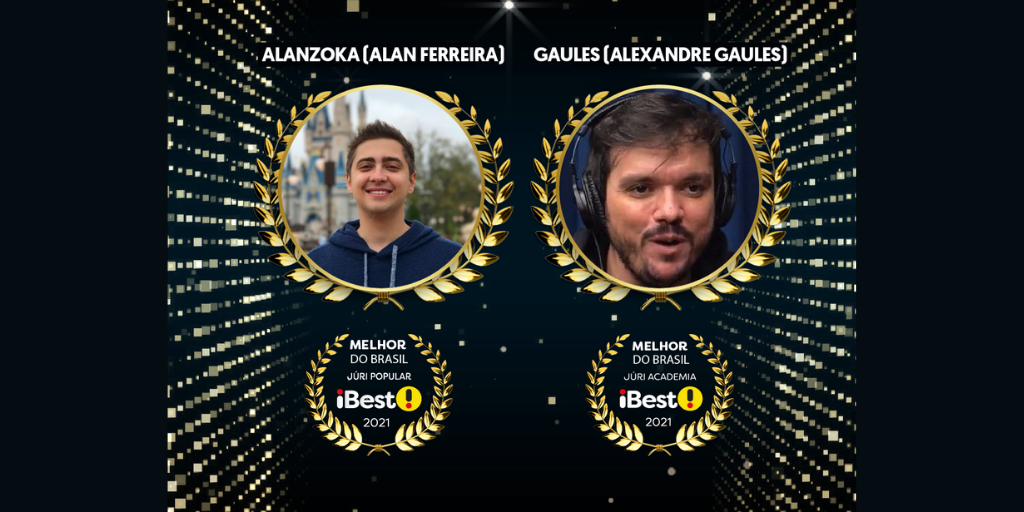 ALANZOKA (ALAN FERREIRA)
GAULES (ALEXANDRE GAULES)
MELHOR
DO BRASIL
JÚRI POPULAR
iBest!
2021
MELHOR
DO BRASIL
JÚRI ACADEMIA
iBest!
2021